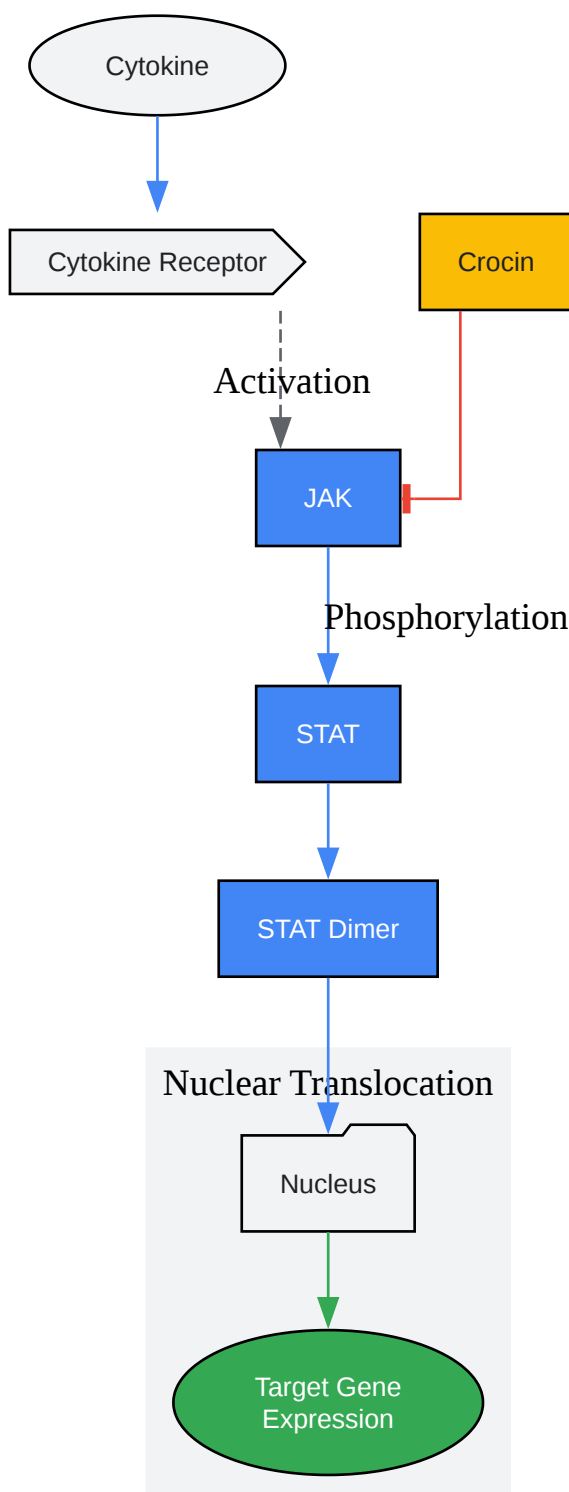 Cytokine
Cytokine Receptor
Crocin
Activation
JAK
Phosphorylation
STAT
STAT Dimer
Nuclear Translocation
Nucleus
Target Gene
Expression